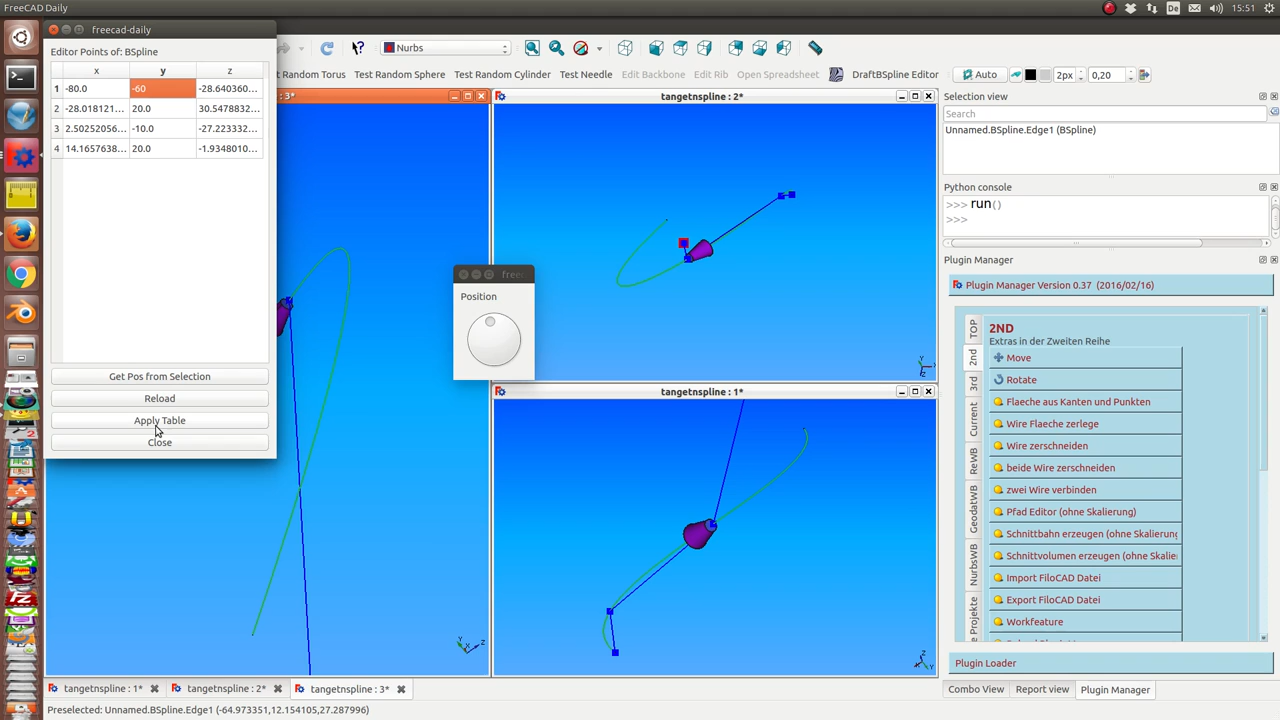 FreeCAD Daily
De
15:51
freecad-daily
Editor Points of: BSpline
x y z
1 -80.0 -60 -28.640360...
2 -28.018121... 20.0 30.5478832...
3 2.50252056... -10.0 -27.223332...
4 14.1657638... 20.0 -1.9348010...
Get Pos from Selection
Reload
Apply Table
Close
Nurbs
st Random Torus
Test Random Sphere
Test Random Cylinder
Test Needle
Edit Backbone
Edit Rib
Open Spreadsheet
DraftBSpline Editor
Auto
2px
0,20
: 3*
tangetnspline : 2*
tangetnspline : 1*
freec
Position
Selection view
Search
Unnamed.BSpline.Edge1 (BSpline)
Python console
>>> run()
>>>
Plugin Manager
Plugin Manager Version 0.37 (2016/02/16)
TOP
2nd
3rd
Current
ReWB
GeodatWB
NurbsWB
e Projekte
2ND
Extras in der Zweiten Reihe
Move
Rotate
Flaeche aus Kanten und Punkten
Wire Flaeche zerlege
Wire zerschneiden
beide Wire zerschneiden
zwei Wire verbinden
Pfad Editor (ohne Skalierung)
Schnittbahn erzeugen (ohne Skalierung
Schnittvolumen erzeugen (ohne Skalie
Import FiloCAD Datei
Export FiloCAD Datei
Workfeature
Plugin Loader
Combo View
Report view
Plugin Manager
tangetnspline : 1*
tangetnspline : 2*
tangetnspline : 3*
Preselected: Unnamed.BSpline.Edge1 (-64.973351,12.154105,27.287996)